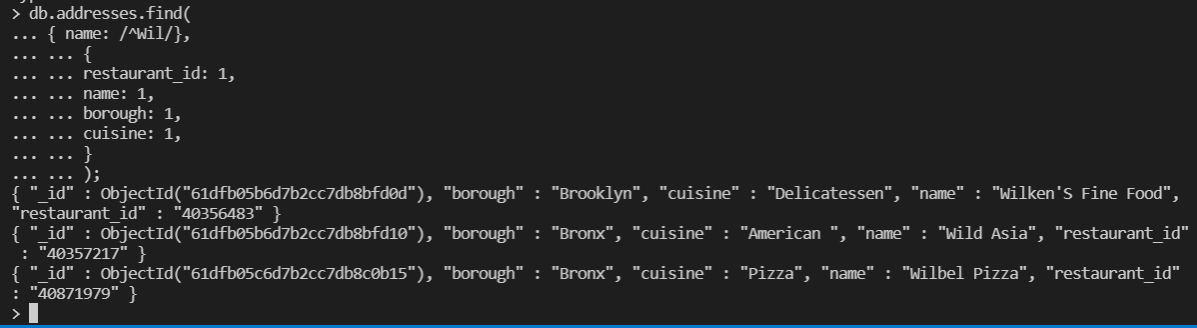 > db.addresses.find(
... { name: /^Wil/},
... ... {
... ... restaurant_id: 1,
... ... name: 1,
... ... borough: 1,
... ... cuisine: 1,
... ... }
... ... );
{ "_id" : ObjectId("61dfb05b6d7b2cc7db8bfd0d"), "borough" : "Brooklyn", "cuisine" : "Delicatessen", "name" : "Wilken'S Fine Food",
"restaurant_id" : "40356483" }
{ "_id" : ObjectId("61dfb05b6d7b2cc7db8bfd10"), "borough" : "Bronx", "cuisine" : "American ", "name" : "Wild Asia", "restaurant_id"
: "40357217" }
{ "_id" : ObjectId("61dfb05c6d7b2cc7db8c0b15"), "borough" : "Bronx", "cuisine" : "Pizza", "name" : "Wilbel Pizza", "restaurant_id"
: "40871979" }
>